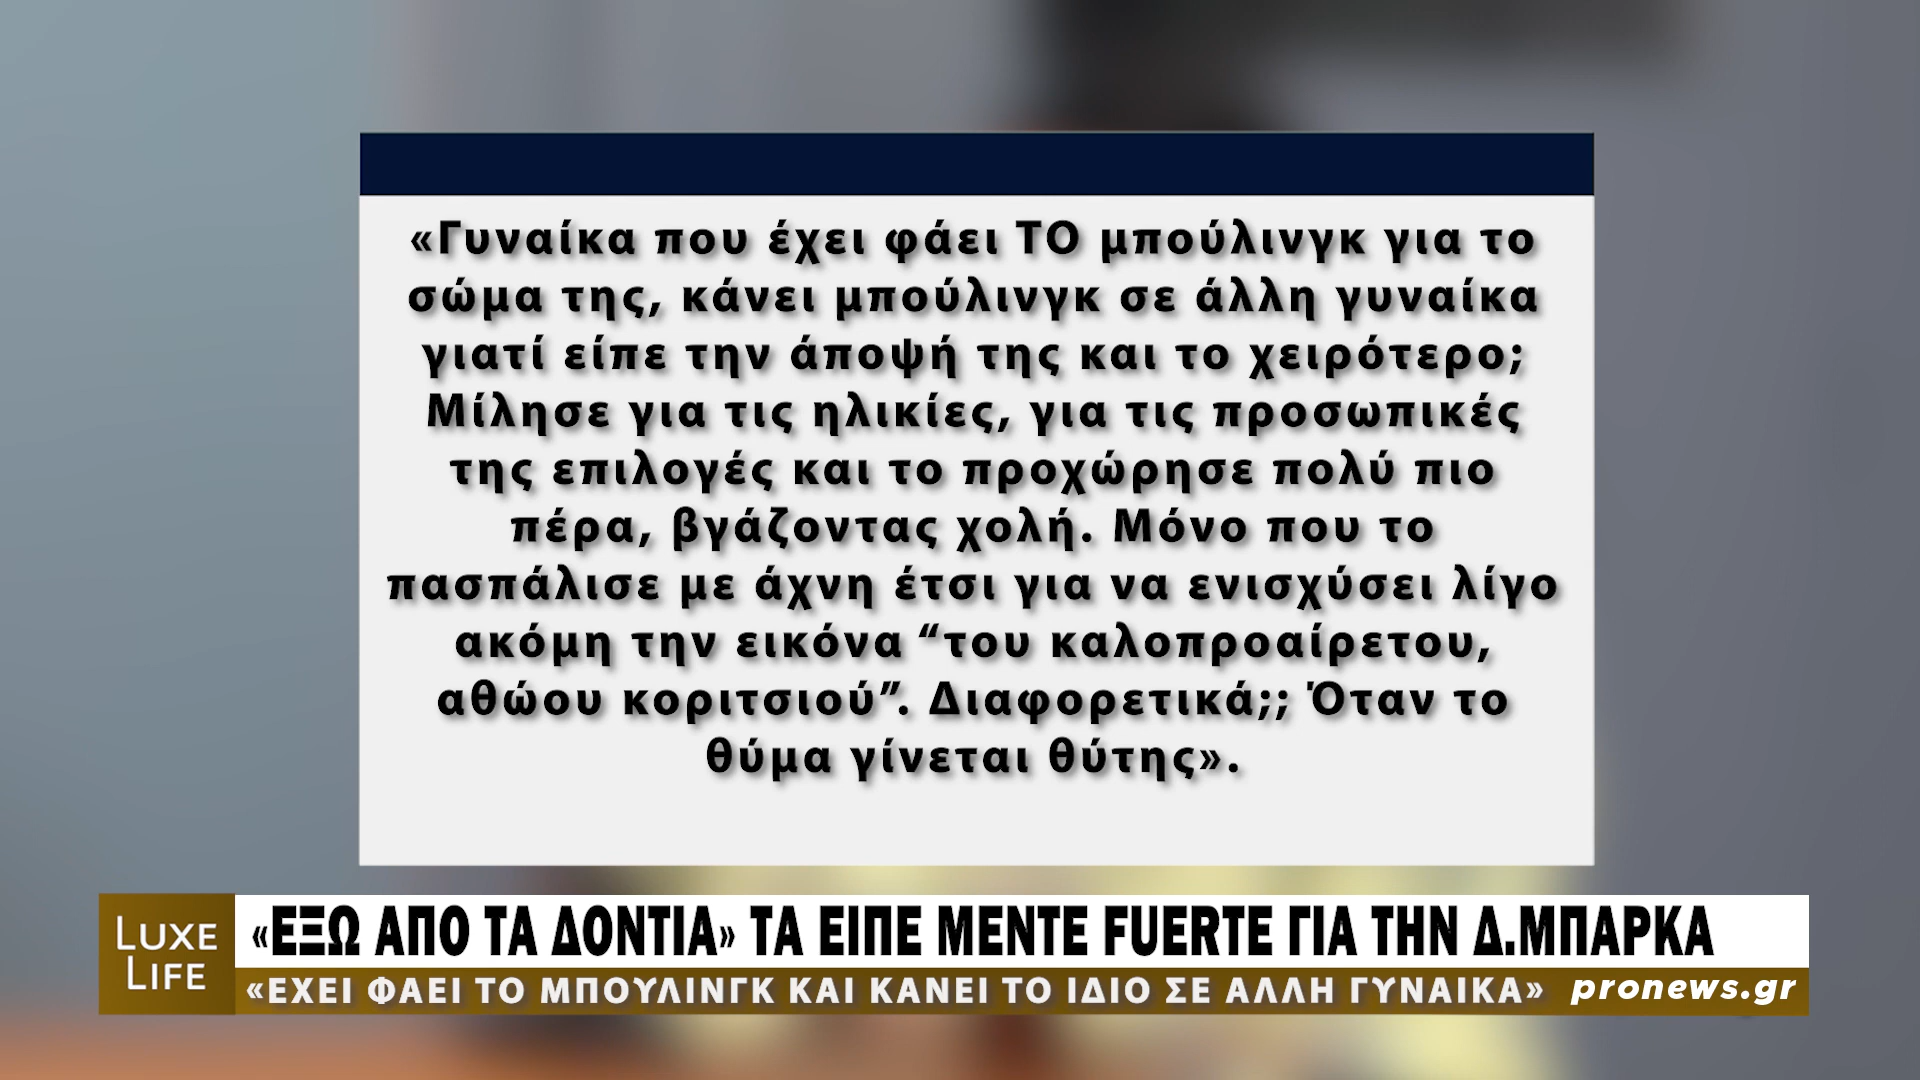 «Γυναίκα που έχει φάει ΤΟ μπούλινγκ για το
σώμα της, κάνει μπούλινγκ σε άλλη γυναίκα
γιατί είπε την άποψή της και το χειρότερο;
Μίλησε για τις ηλικίες, για τις προσωπικές
της επιλογές και το προχώρησε πολύ πιο
πέρα, βγάζοντας χολή. Μόνο που το
πασπάλισε με άχνη έτσι για να ενισχύσει λίγο
ακόμη την εικόνα “του καλοπροαίρετου,
αθώου κοριτσιού”. Διαφορετικά;; Όταν το
θύμα γίνεται θύτης».
LUXE
LIFE
«ΕΞΩ ΑΠΟ ΤΑ ΔΟΝΤΙΑ» ΤΑ ΕΙΠΕ MENTE FUERTE ΓΙΑ ΤΗΝ Δ.ΜΠΑΡΚΑ
«ΕΧΕΙ ΦΑΕΙ ΤΟ ΜΠΟΥΛΙΝΓΚ ΚΑΙ ΚΑΝΕΙ ΤΟ ΙΔΙΟ ΣΕ ΑΛΛΗ ΓΥΝΑΙΚΑ» pronews.gr